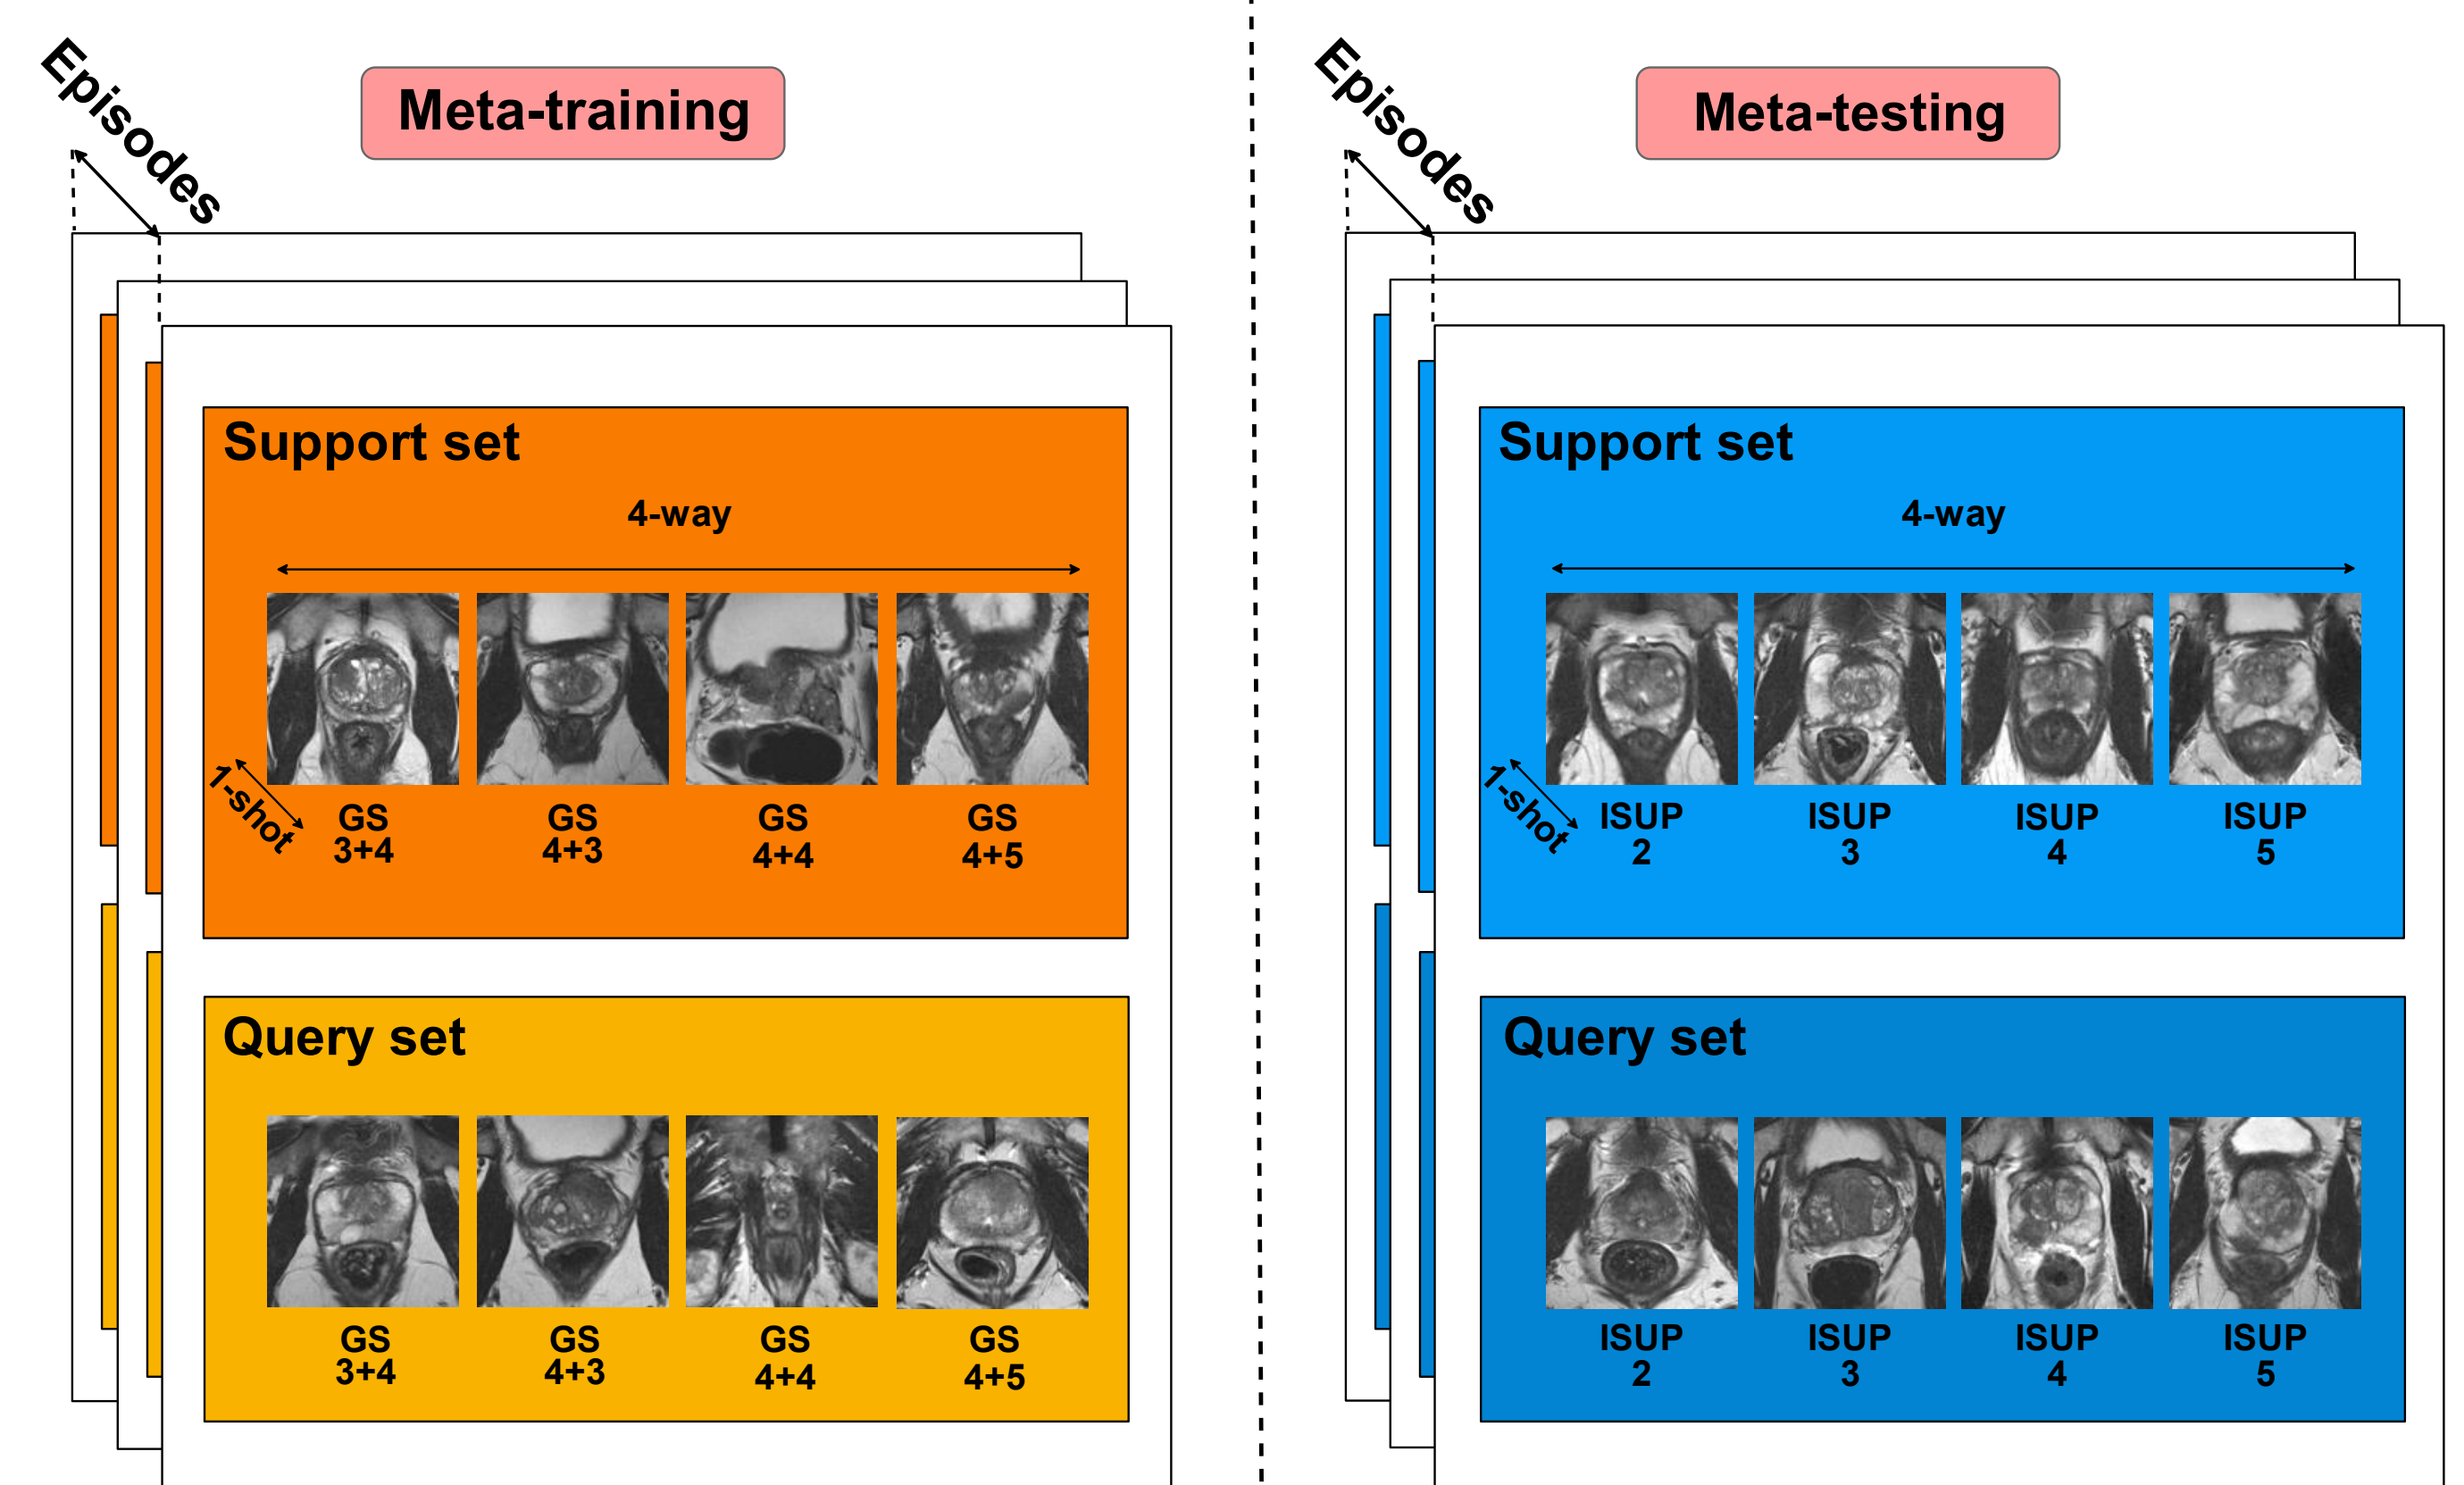 Episodes
Meta-training
Support set
4-way
1-shot
GS
3+4
GS
4+3
GS
4+4
GS
4+5
Query set
GS
3+4
GS
4+3
GS
4+4
GS
4+5
Episodes
Meta-testing
Support set
4-way
1-shot
ISUP
2
ISUP
3
ISUP
4
ISUP
5
Query set
ISUP
2
ISUP
3
ISUP
4
ISUP
5